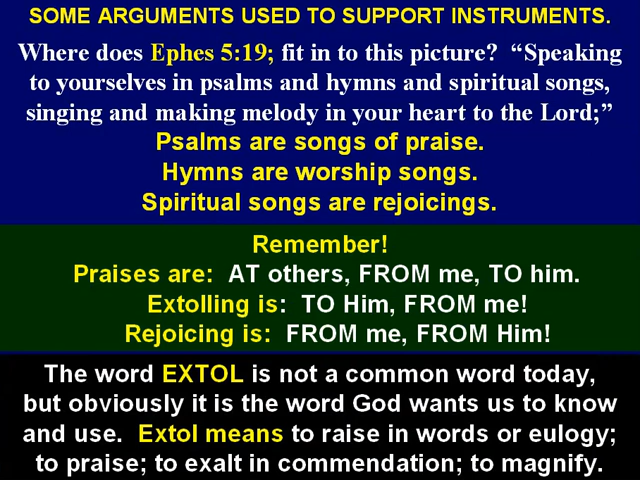 SOME ARGUMENTS USED TO SUPPORT INSTRUMENTS.
Where does Ephes 5:19; fit in to this picture?  “Speaking
to yourselves in psalms and hymns and spiritual songs,
singing and making melody in your heart to the Lord;”
Psalms are songs of praise.
Hymns are worship songs.
Spiritual songs are rejoicings.
Remember!
Praises are:  AT others, FROM me, TO him.
Extolling is:  TO Him, FROM me!
Rejoicing is:  FROM me, FROM Him!
The word EXTOL is not a common word today,
but obviously it is the word God wants us to know
and use.  Extol means to raise in words or eulogy;
to praise; to exalt in commendation; to magnify.